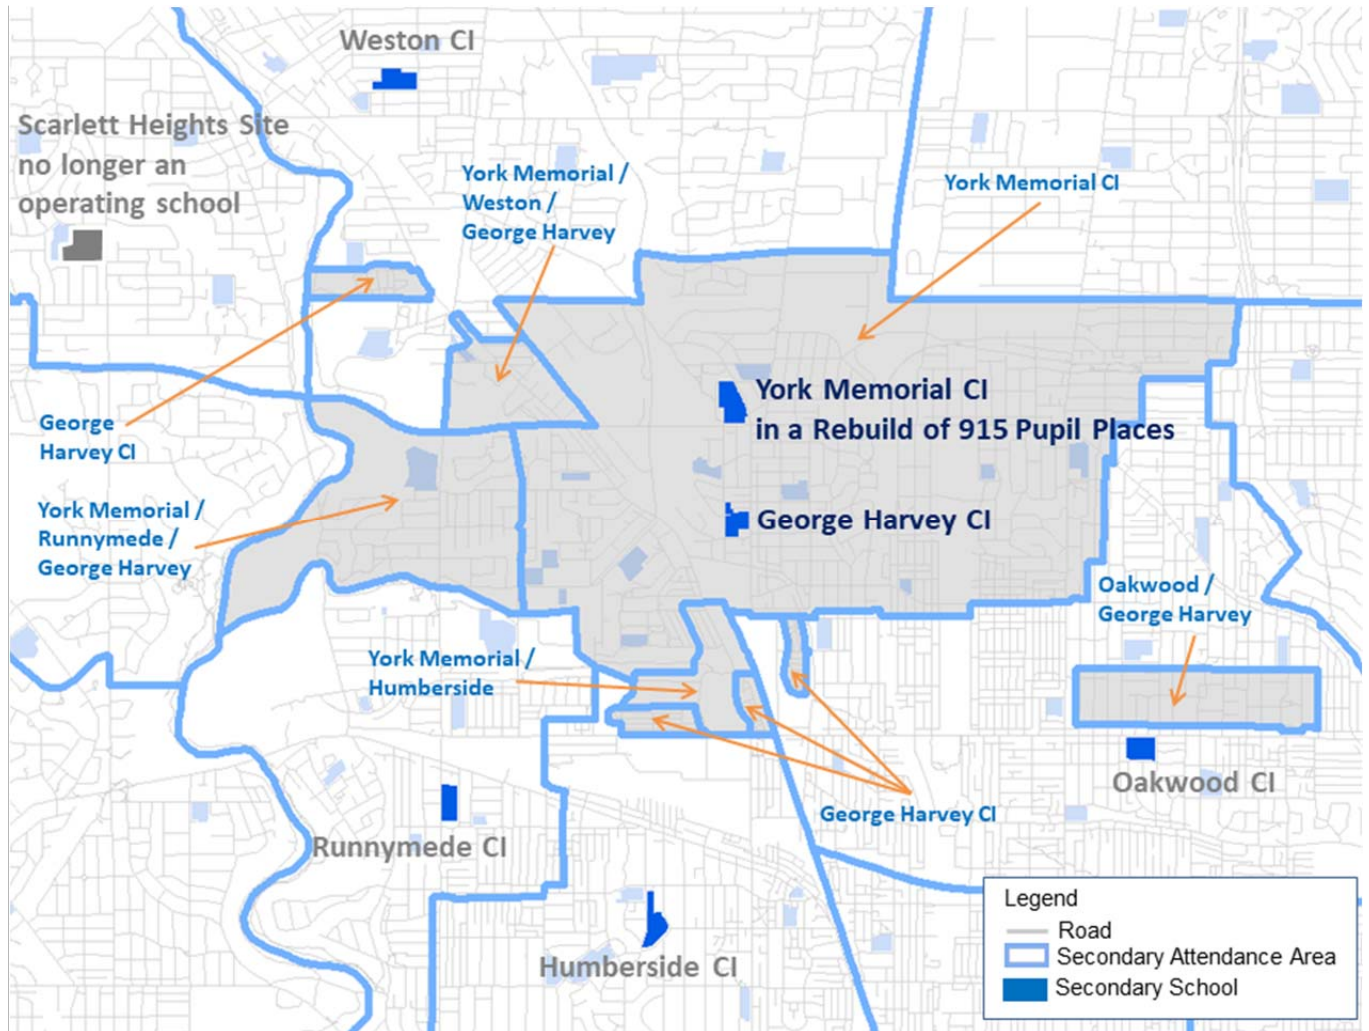 Weston CI
Scarlett Heights Site
no longer an
operating school
York Memorial /
Weston /
George Harvey
York Memorial CI
George
Harvey CI
York Memorial CI
in a Rebuild of 915 Pupil Places
York Memorial /
Runnymede /
George Harvey
George Harvey CI
Oakwood /
George Harvey
York Memorial /
Humberside
George Harvey CI
Oakwood CI
Runnymede CI
Humberside CI
Legend
Road
Secondary Attendance Area
Secondary School